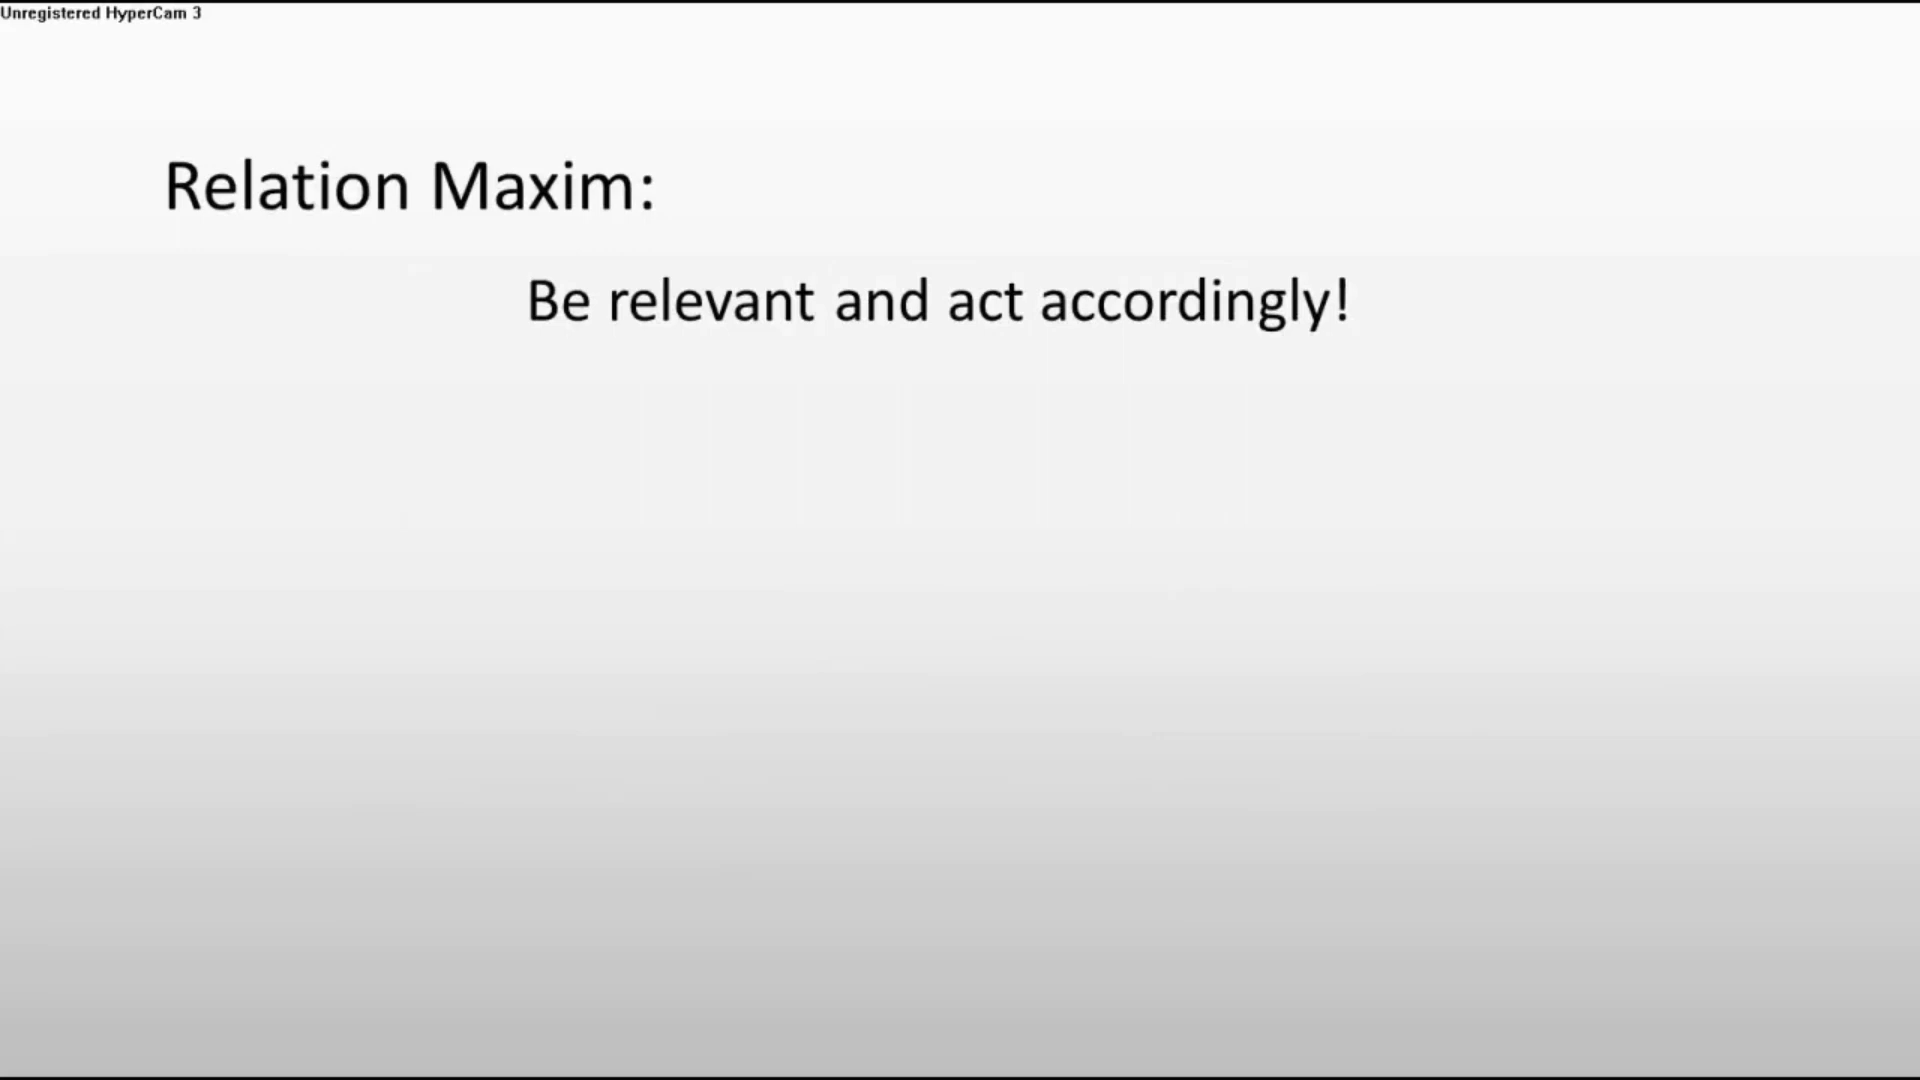 Unregistered HyperCam 3
Relation Maxim:
Be relevant and act accordingly!